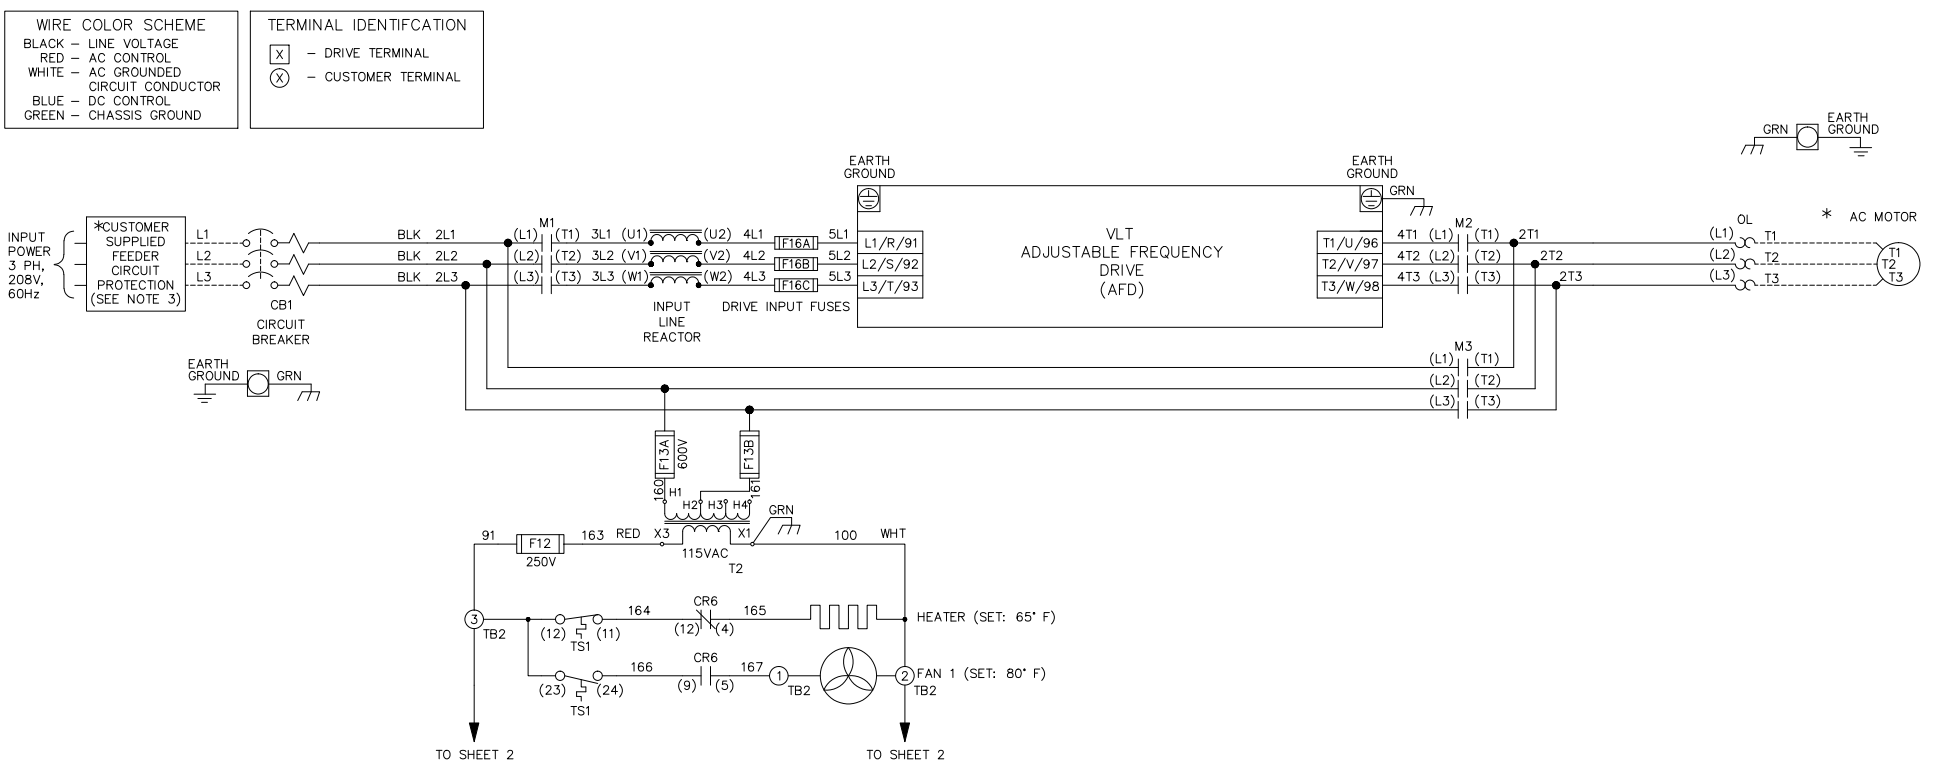 WIRE COLOR SCHEME
BLACK – LINE VOLTAGE
RED – AC CONTROL
WHITE – AC GROUNDED
CIRCUIT CONDUCTOR
BLUE – DC CONTROL
GREEN – CHASSIS GROUND
TERMINAL IDENTIFCATION
X – DRIVE TERMINAL
X – CUSTOMER TERMINAL
GRN
EARTH
GROUND
INPUT
POWER
3 PH,
208V,
60Hz
*CUSTOMER
SUPPLIED
FEEDER
CIRCUIT
PROTECTION
(SEE NOTE 3)
L1
L2
L3
CB1
CIRCUIT
BREAKER
BLK 2L1
BLK 2L2
BLK 2L3
M1
(L1) (T1) 3L1 (U1) (U2) 4L1 F16A 5L1
(L2) (T2) 3L2 (V1) (V2) 4L2 F16B 5L2
(L3) (T3) 3L3 (W1) (W2) 4L3 F16C 5L3
INPUT
LINE
REACTOR
DRIVE INPUT FUSES
EARTH
GROUND
L1/R/91
L2/S/92
L3/T/93
VLT
ADJUSTABLE FREQUENCY
DRIVE
(AFD)
EARTH
GROUND
GRN
T1/U/96
T2/V/97
T3/W/98
M2
4T1 (L1) (T1) 2T1
4T2 (L2) (T2) 2T2
4T3 (L3) (T3) 2T3
OL
(L1) T1
(L2) T2
(L3) T3
* AC MOTOR
T1
T2
T3
EARTH
GROUND
GRN
M3
(L1) (T1)
(L2) (T2)
(L3) (T3)
F13A
600V
F13B
160
161
H1
H2 H3 H4
GRN
91 F12 163 RED X3 X1 100 WHT
250V
115VAC
T2
3
TB2
(12) (11)
TS1
164
CR6
(12) (4)
165
HEATER (SET: 65° F)
(23) (24)
TS1
166
CR6
(9) (5)
167
1
TB2
2
TB2
FAN 1 (SET: 80° F)
TO SHEET 2
TO SHEET 2